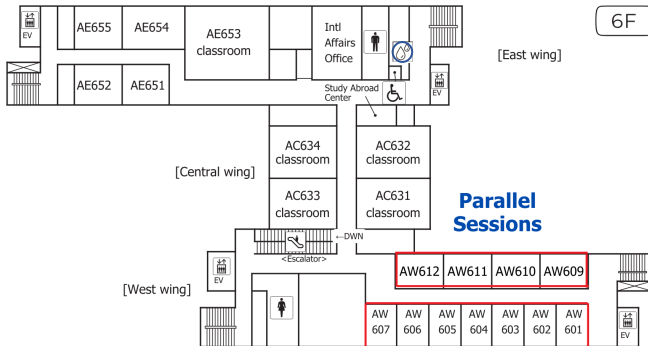 6F
EV
AE655
AE654
AE653
classroom
Intl
Affairs
Office
[East wing]
AE652
AE651
EV
Study Abroad
Center
AC634
classroom
AC632
classroom
[Central wing]
AC633
classroom
AC631
classroom
Parallel
Sessions
←DWN
<Escalator>
EV
[West wing]
AW612
AW611
AW610
AW609
AW
607
AW
606
AW
605
AW
604
AW
603
AW
602
AW
601
EV